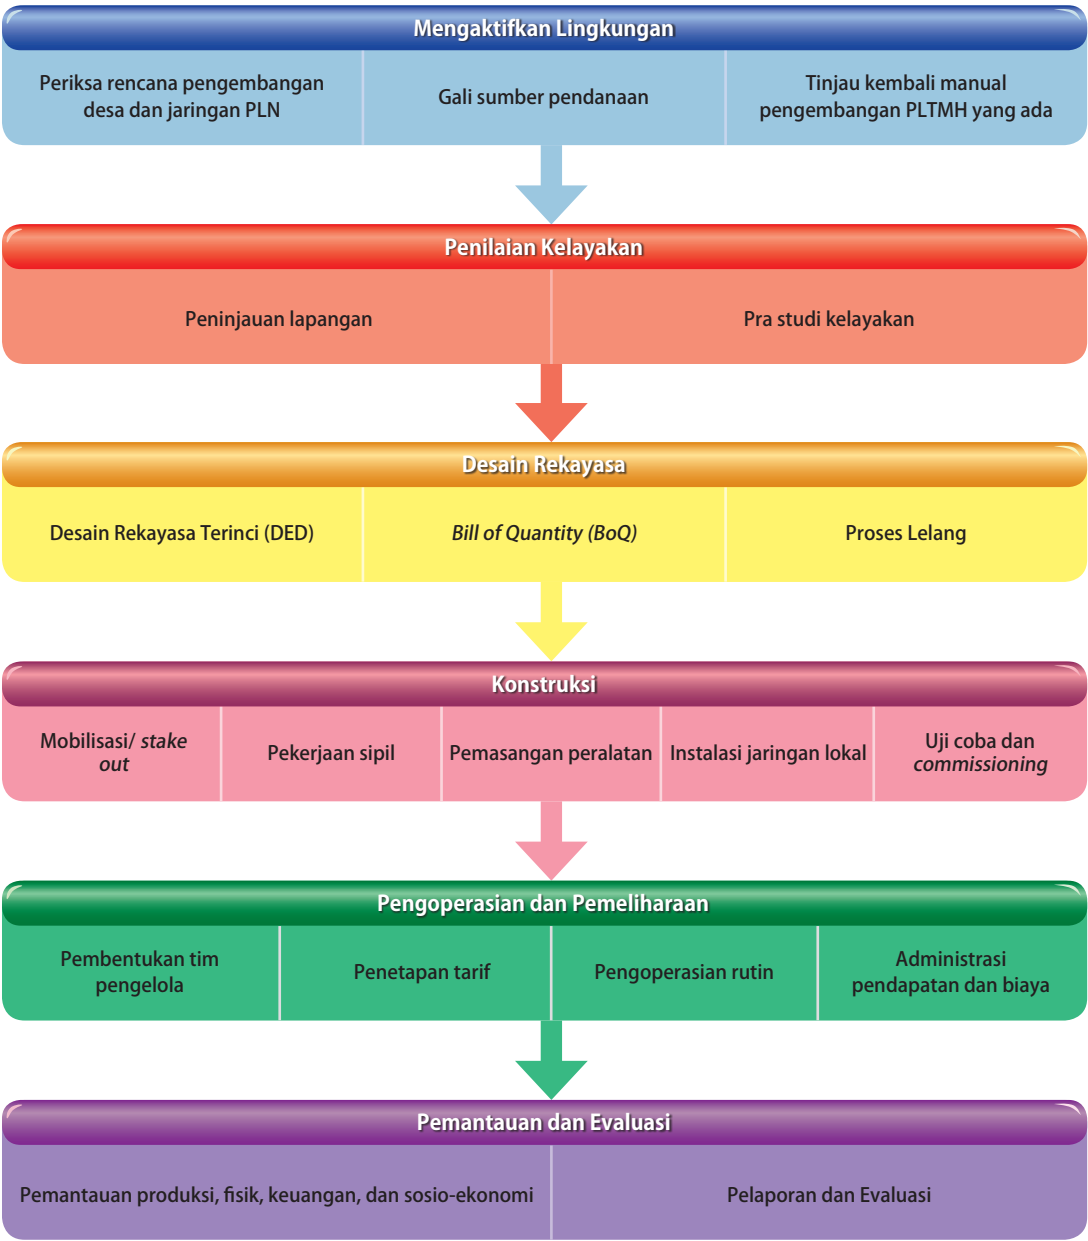 Mengaktifkan Lingkungan
Periksa rencana pengembangan
desa dan jaringan PLN
Gali sumber pendanaan
Tinjau kembali manual
pengembangan PLTMH yang ada
Penilaian Kelayakan
Peninjauan lapangan
Pra studi kelayakan
Desain Rekayasa
Desain Rekayasa Terinci (DED)
Bill of Quantity (BoQ)
Proses Lelang
Konstruksi
Mobilisasi/ stake
out
Pekerjaan sipil
Pemasangan peralatan
Instalasi jaringan lokal
Uji coba dan
commissioning
Pengoperasian dan Pemeliharaan
Pembentukan tim
pengelola
Penetapan tarif
Pengoperasian rutin
Administrasi
pendapatan dan biaya
Pemantauan dan Evaluasi
Pemantauan produksi, fisik, keuangan, dan sosio-ekonomi
Pelaporan dan Evaluasi